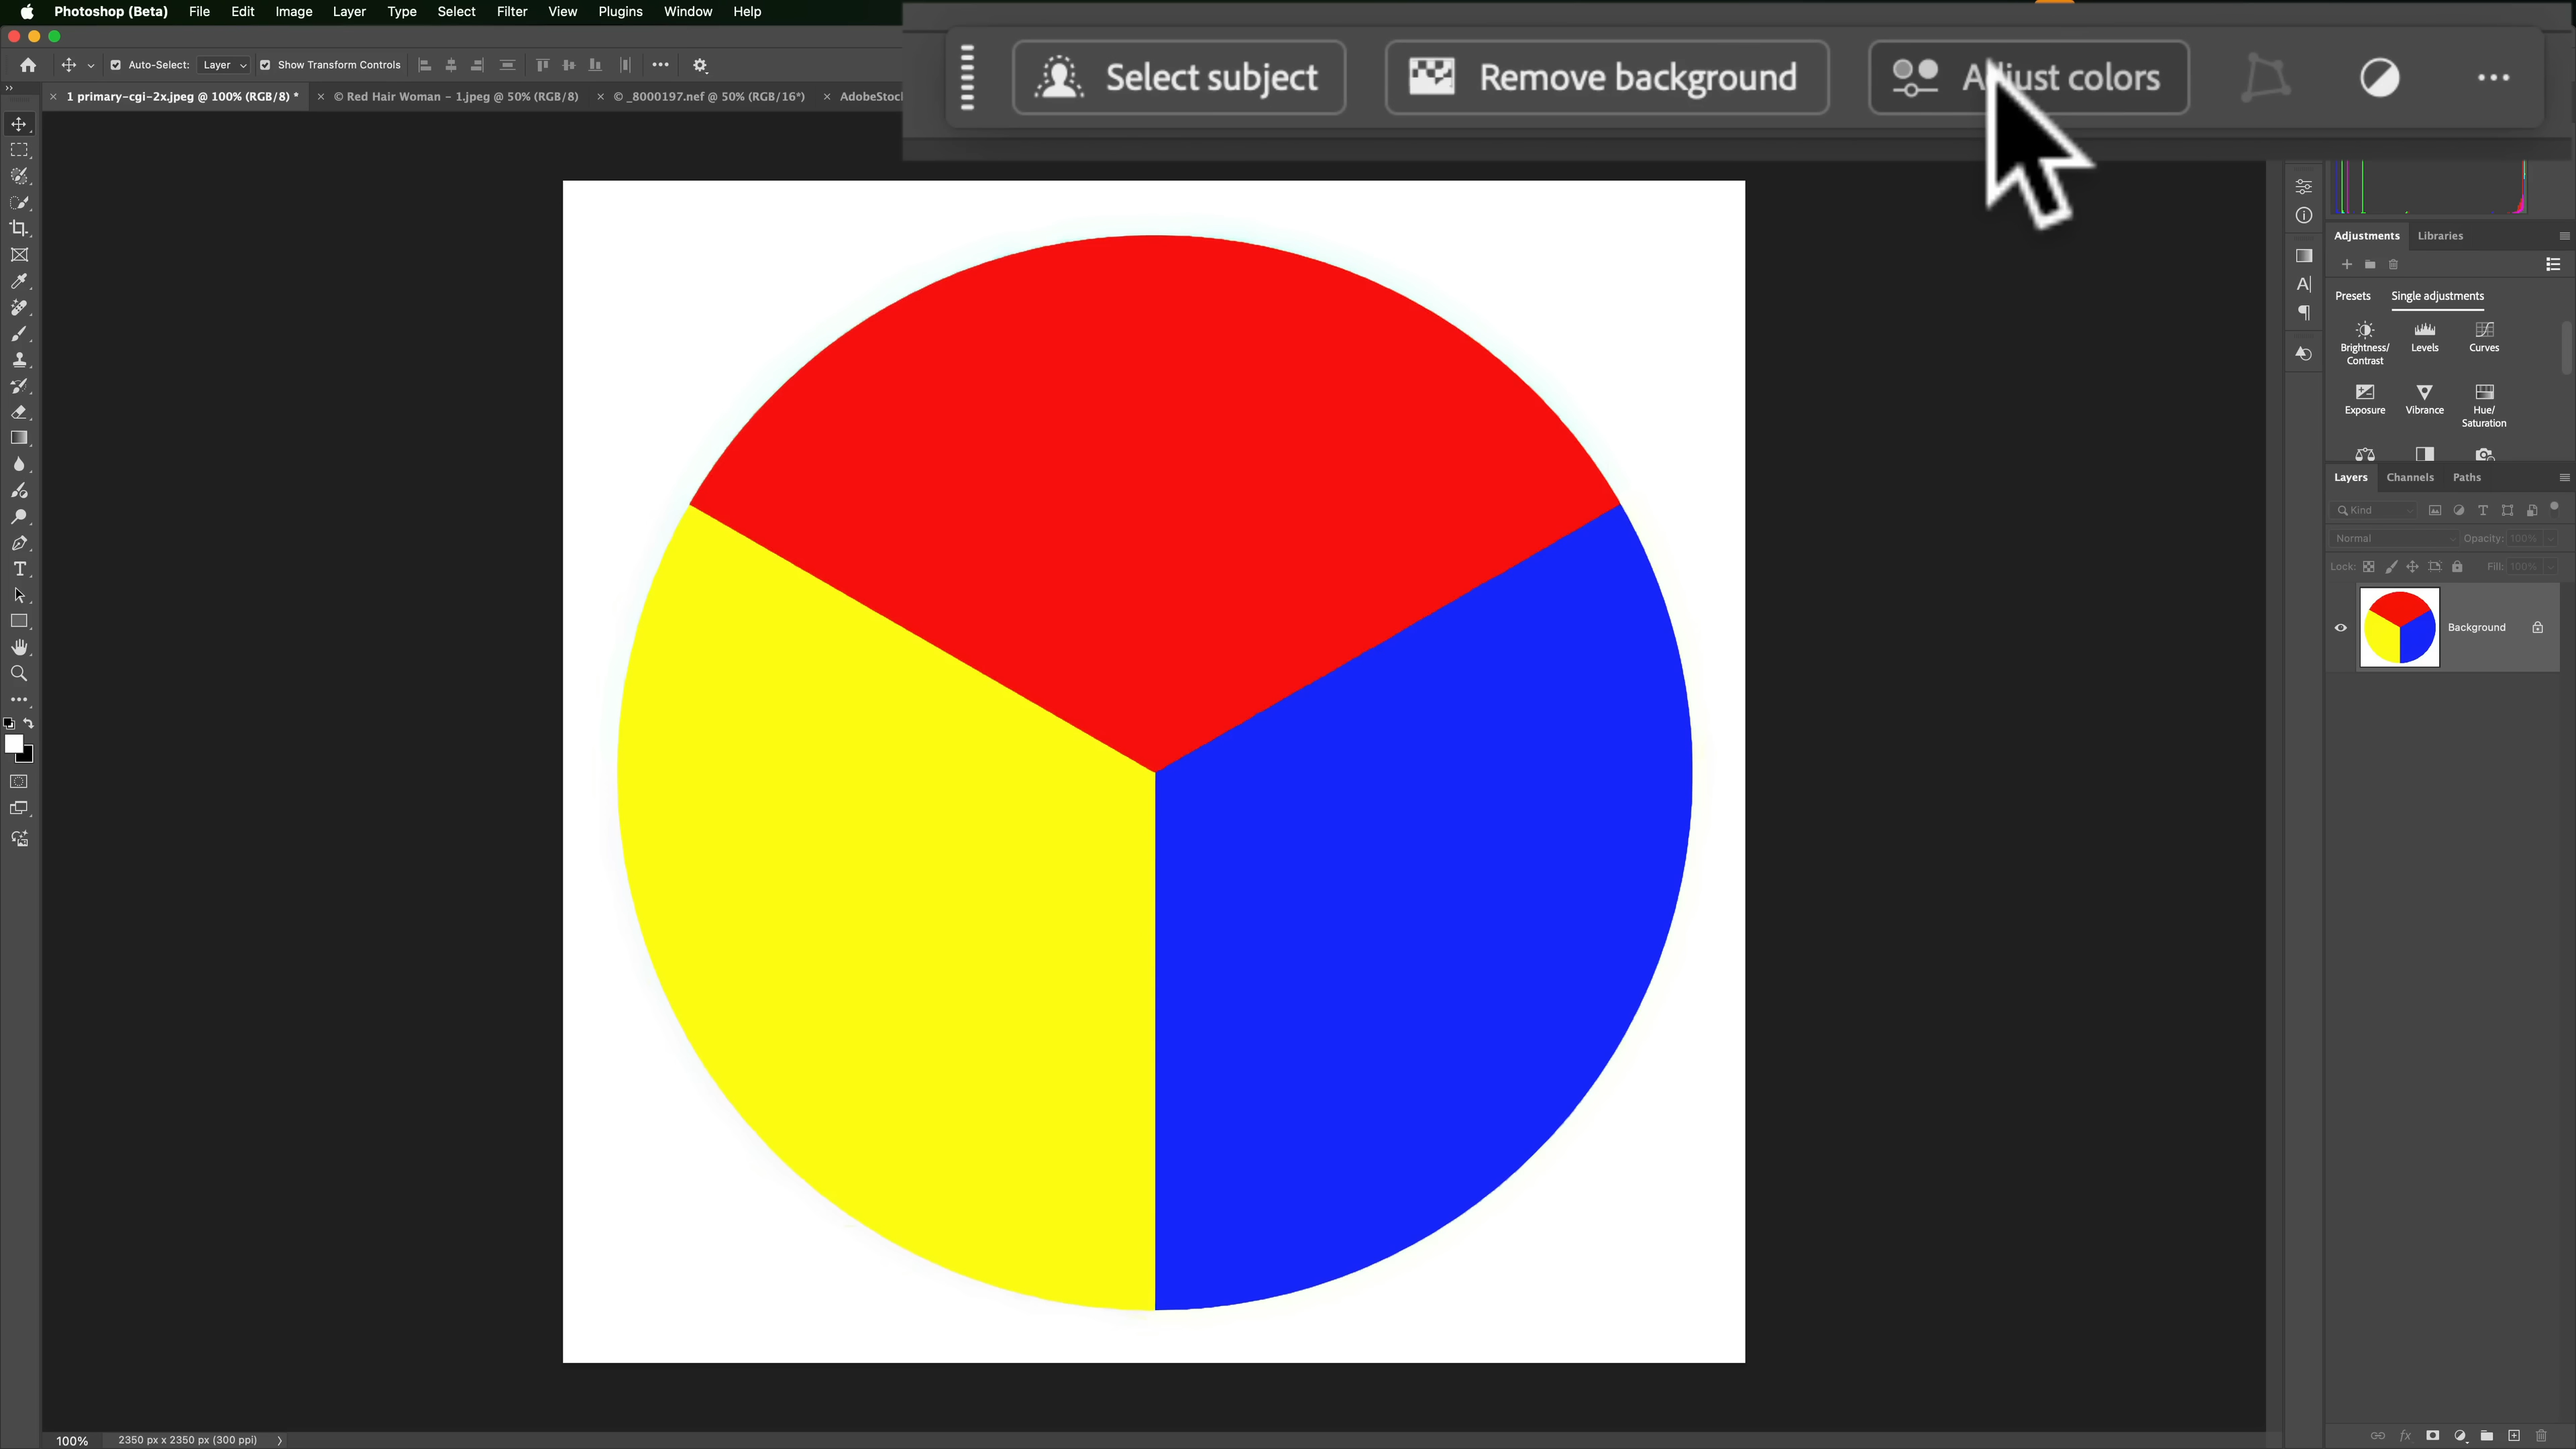 Photoshop (Beta) File Edit Image Layer Type Select Filter View Plugins Window Help
Select subject Remove background Adjust colors
Auto-Select: Layer Show Transform Controls
1 primary-cgi-2x.jpeg @ 100% (RGB/8) * © Red Hair Woman - 1.jpeg @ 50% (RGB/8) © _8000197.nef @ 50% (RGB/16*) AdobeStoc
Adjustments Libraries
Presets Single adjustments
Brightness/
Contrast
Levels
Curves
Exposure
Vibrance
Hue/
Saturation
Layers Channels Paths
Kind
Normal Opacity: 100%
Lock: Fill: 100%
Background
100% 2350 px x 2350 px (300 ppi)